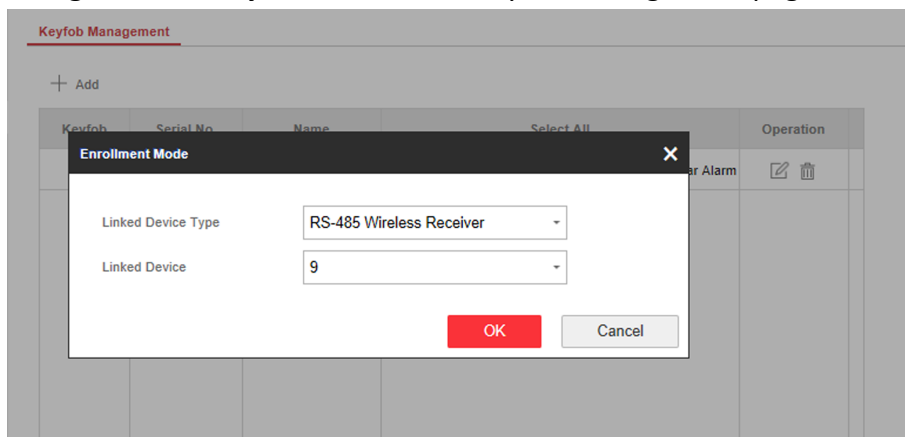 Keyfob Management
Add
Keyfob Serial No Name Select All Operation
Enrollment Mode
ar Alarm
Linked Device Type RS-485 Wireless Receiver
Linked Device 9
OK Cancel